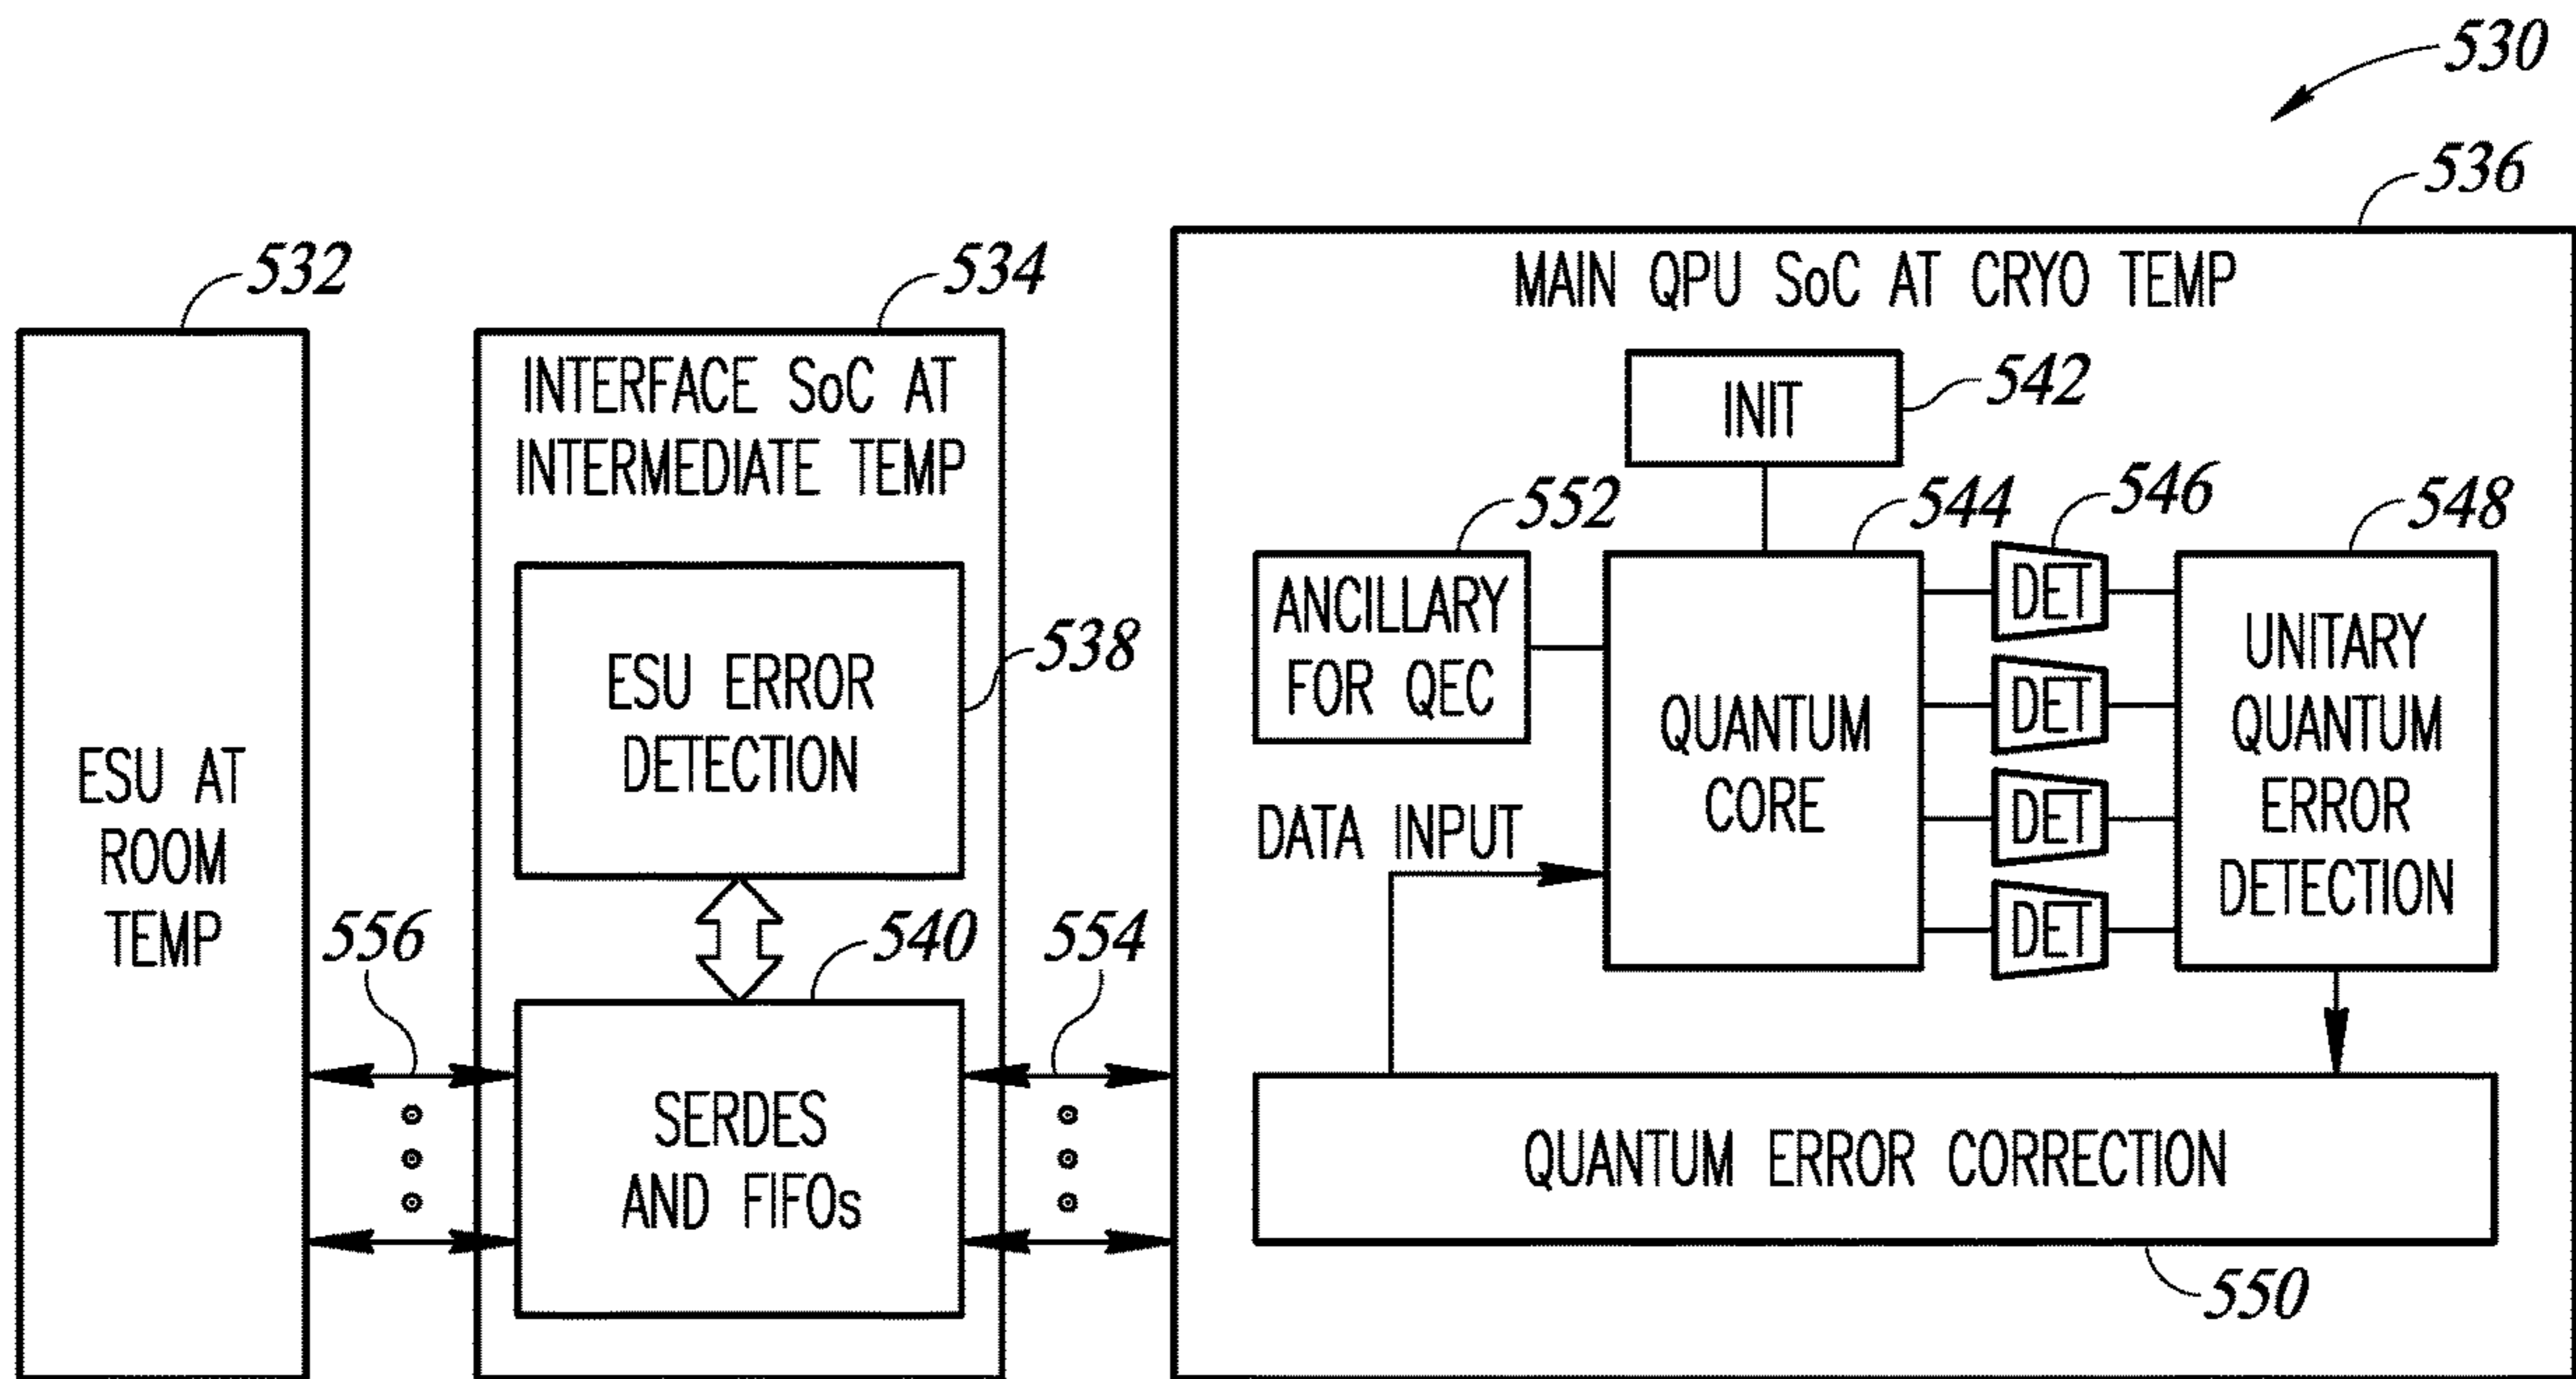 530
536
532
534
MAIN QPU SoC AT CRYO TEMP
INTERFACE SoC AT
INTERMEDIATE TEMP
INIT
542
552
544
546
548
ANCILLARY
FOR QEC
DET
DET
DET
DET
QUANTUM
CORE
UNITARY
QUANTUM
ERROR
DETECTION
ESU ERROR
DETECTION
538
ESU AT
ROOM
TEMP
DATA INPUT
556
540
554
SERDES
AND FIFOs
QUANTUM ERROR CORRECTION
550